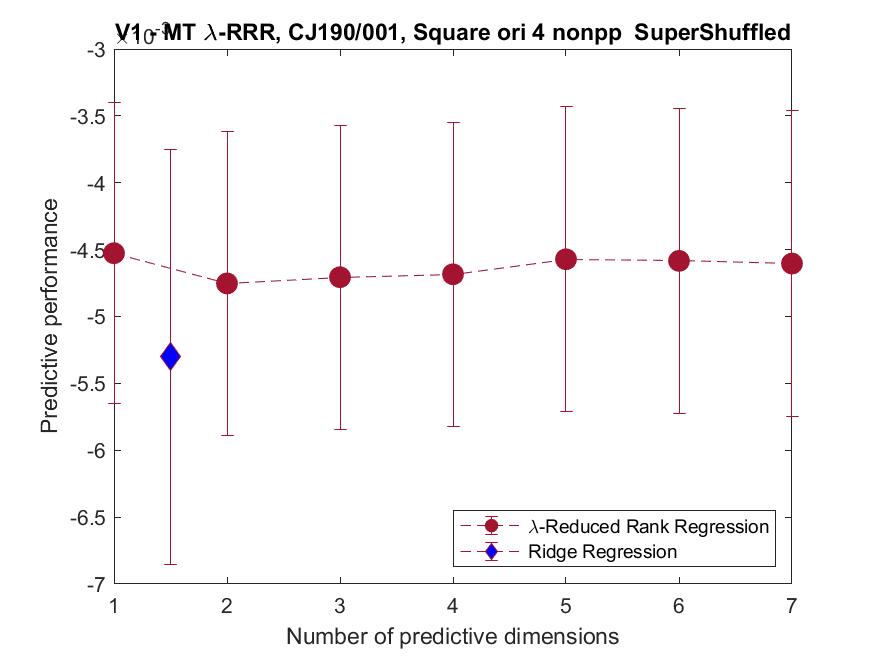 V1 - MT λ-RRR, CJ190/001, Square ori 4 nonpp  SuperShuffled
×10⁻³
-3
-3.5
-4
-4.5
-5
-5.5
-6
-6.5
-7
Predictive performance
λ-Reduced Rank Regression
Ridge Regression
1 2 3 4 5 6 7
Number of predictive dimensions